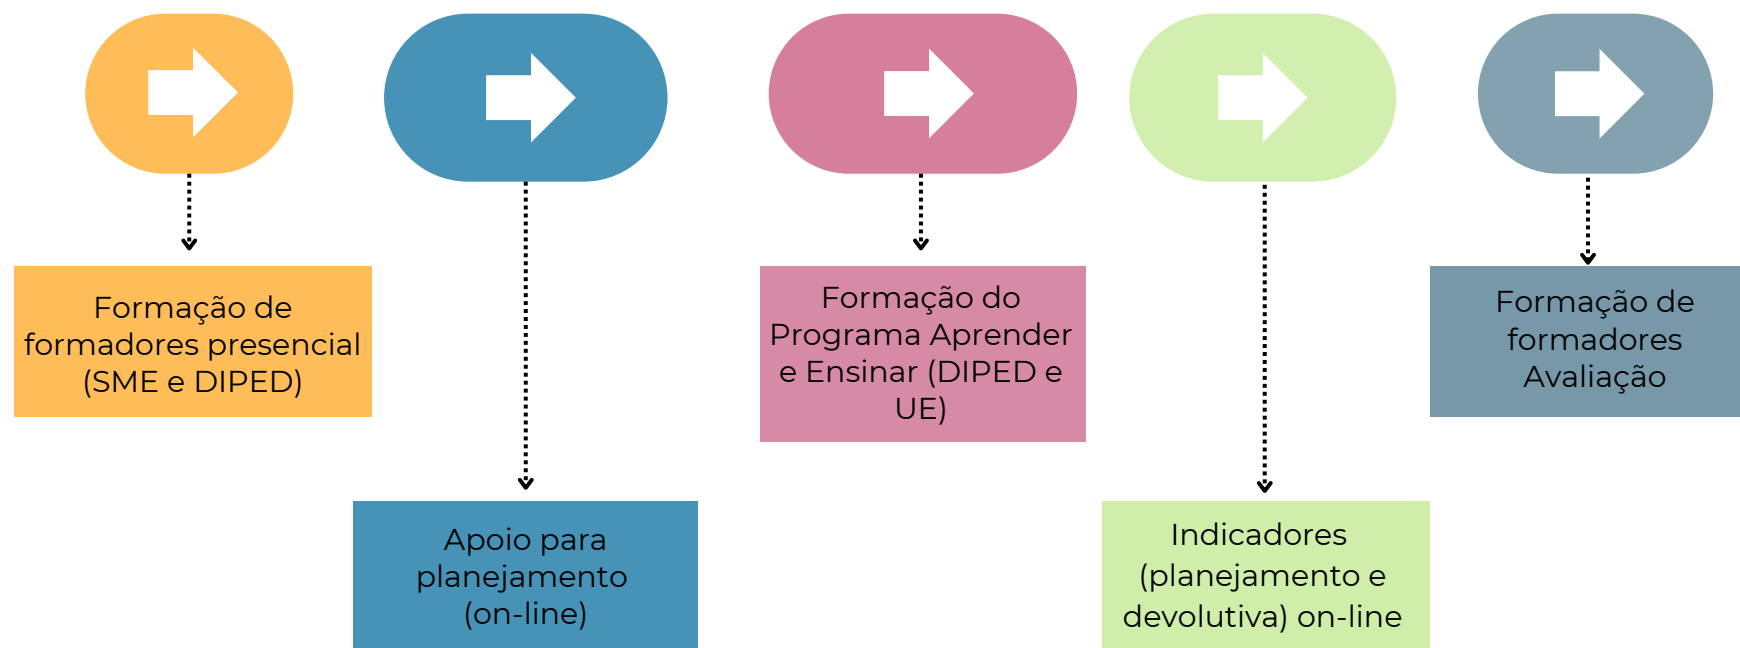 Formação de
formadores presencial
(SME e DIPED)
Apoio para
planejamento
(on-line)
Formação do
Programa Aprender
e Ensinar (DIPED e
UE)
Indicadores
(planejamento e
devolutiva) on-line
Formação de
formadores
Avaliação